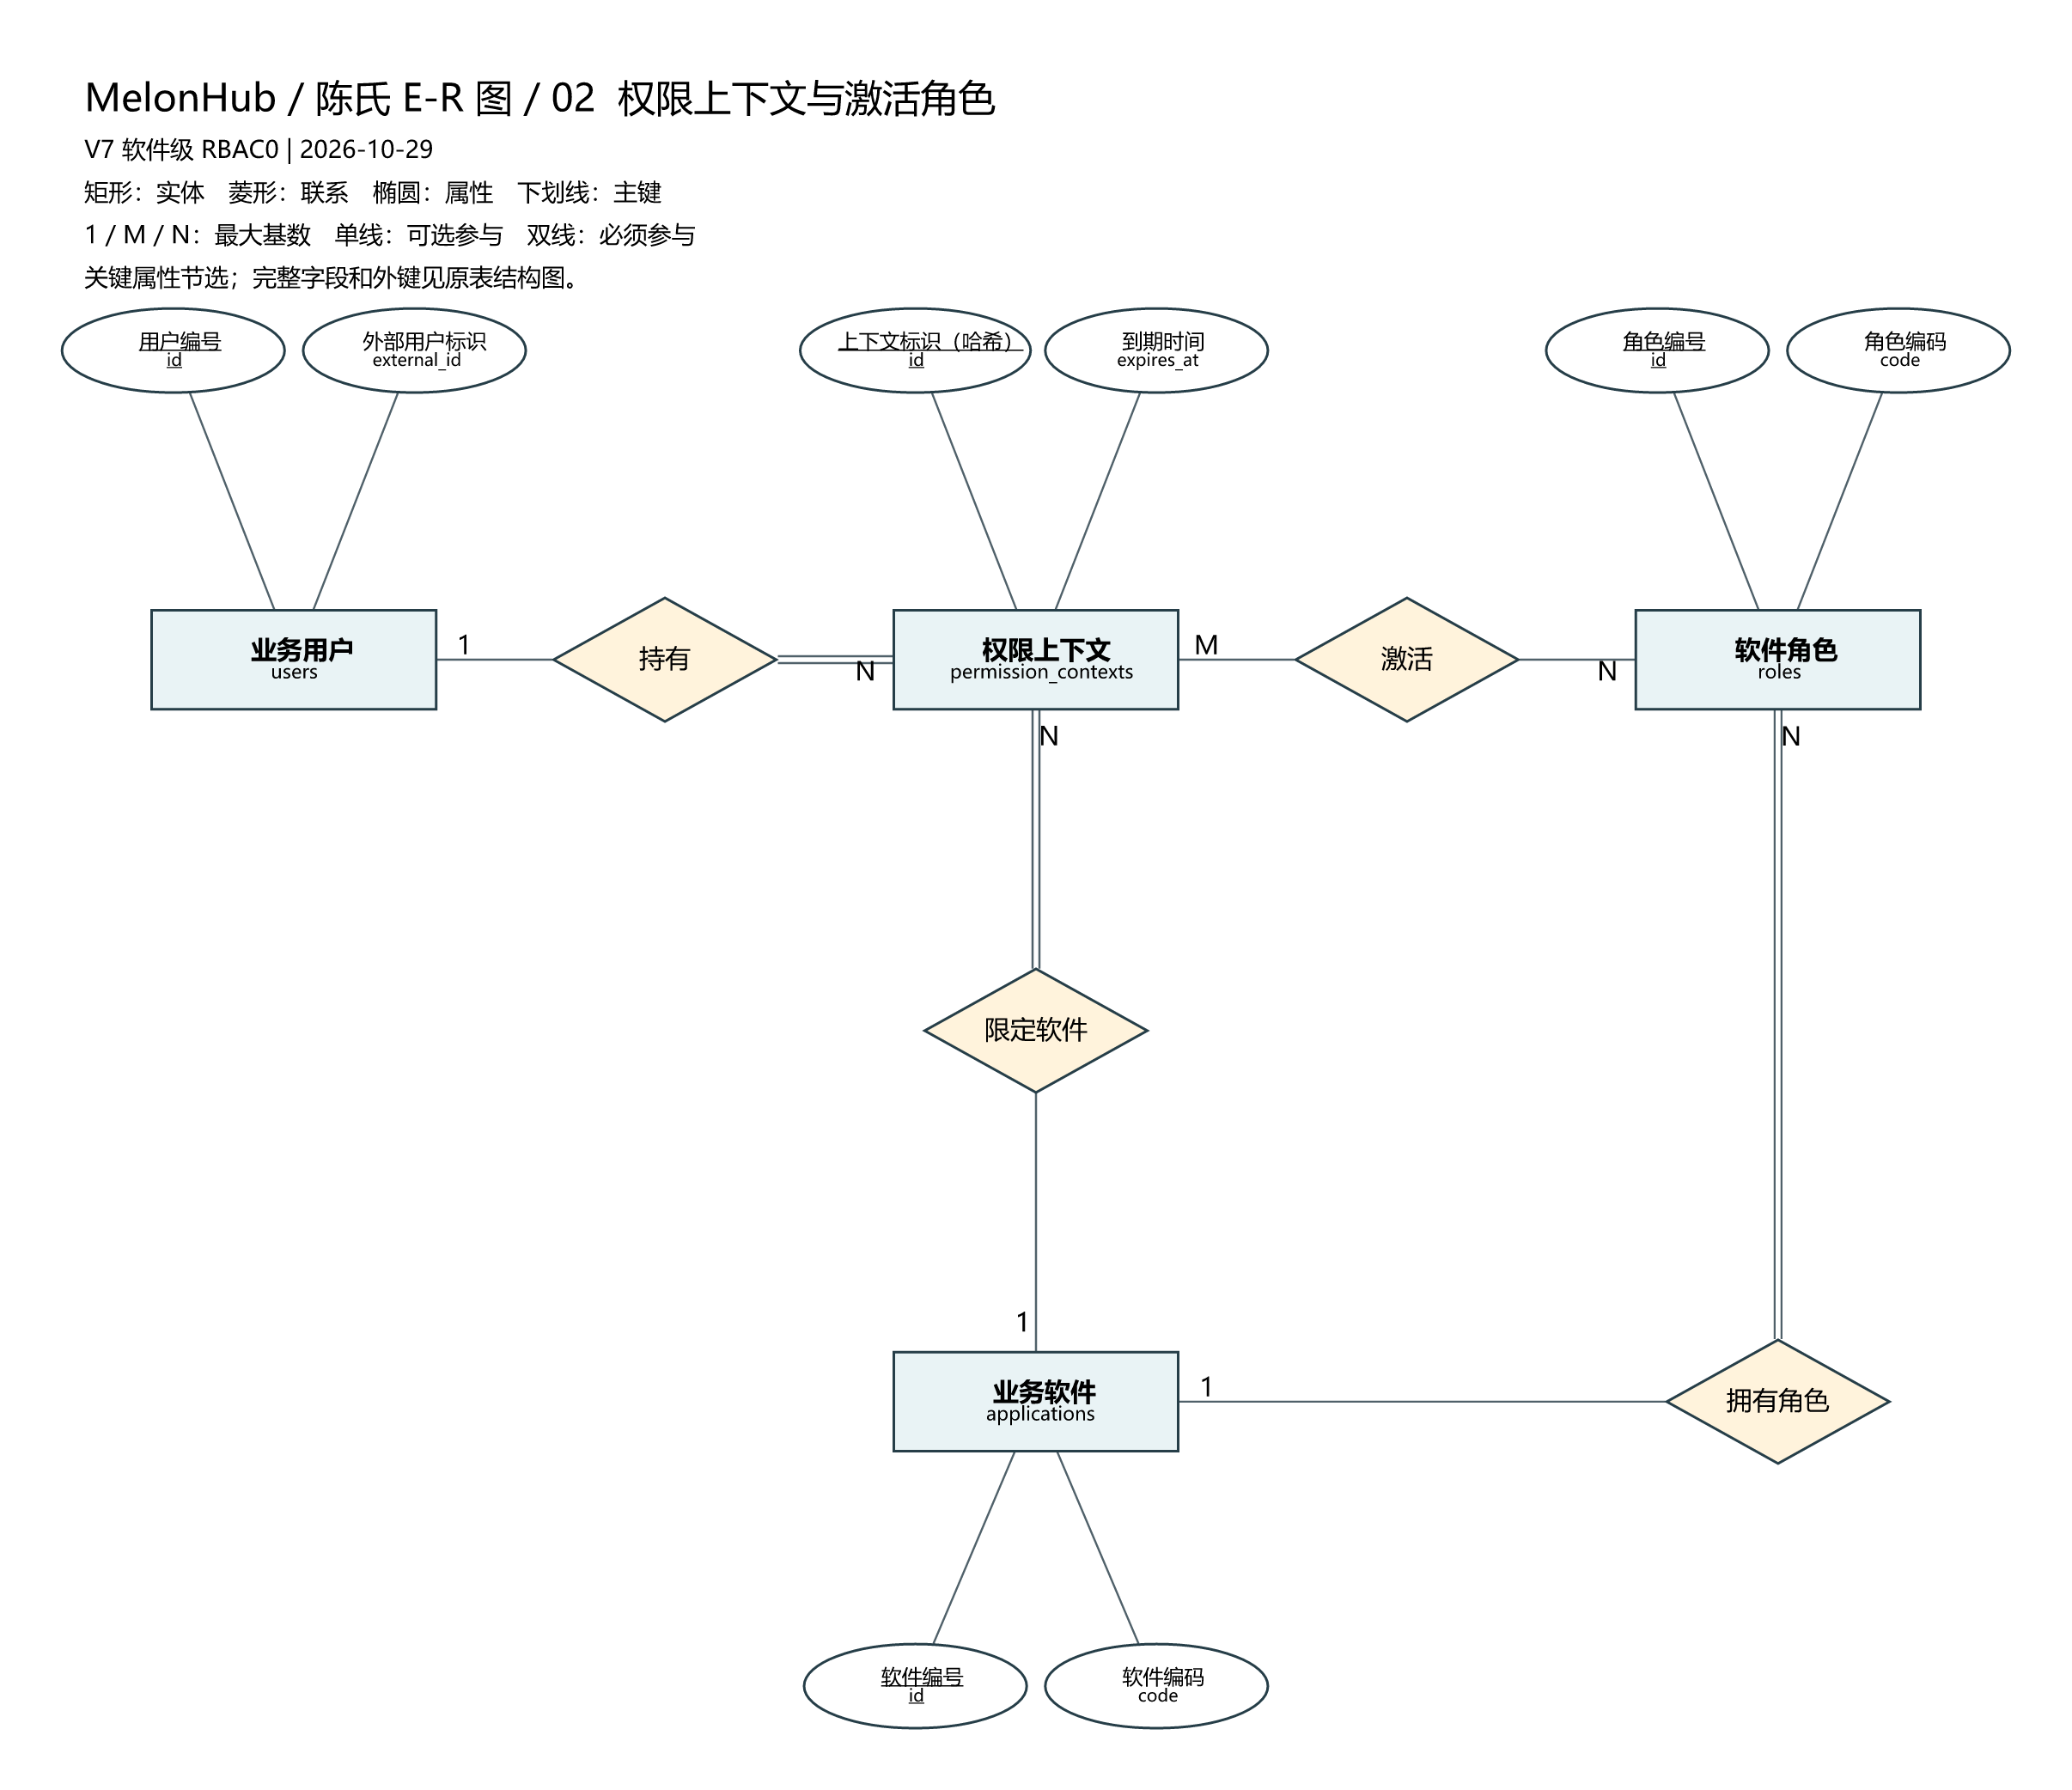 MelonHub / 陈氏 E-R 图 / 02  权限上下文与激活角色
V7 软件级 RBAC0 | 2026-10-29
矩形：实体　菱形：联系　椭圆：属性　下划线：主键
1 / M / N：最大基数　单线：可选参与　双线：必须参与
关键属性节选；完整字段和外键见原表结构图。
用户编号
id
外部用户标识
external_id
上下文标识（哈希）
id
到期时间
expires_at
角色编号
id
角色编码
code
业务用户
users
1
持有
N
权限上下文
permission_contexts
M
激活
N
软件角色
roles
N
N
限定软件
1
业务软件
applications
1
拥有角色
软件编号
id
软件编码
code